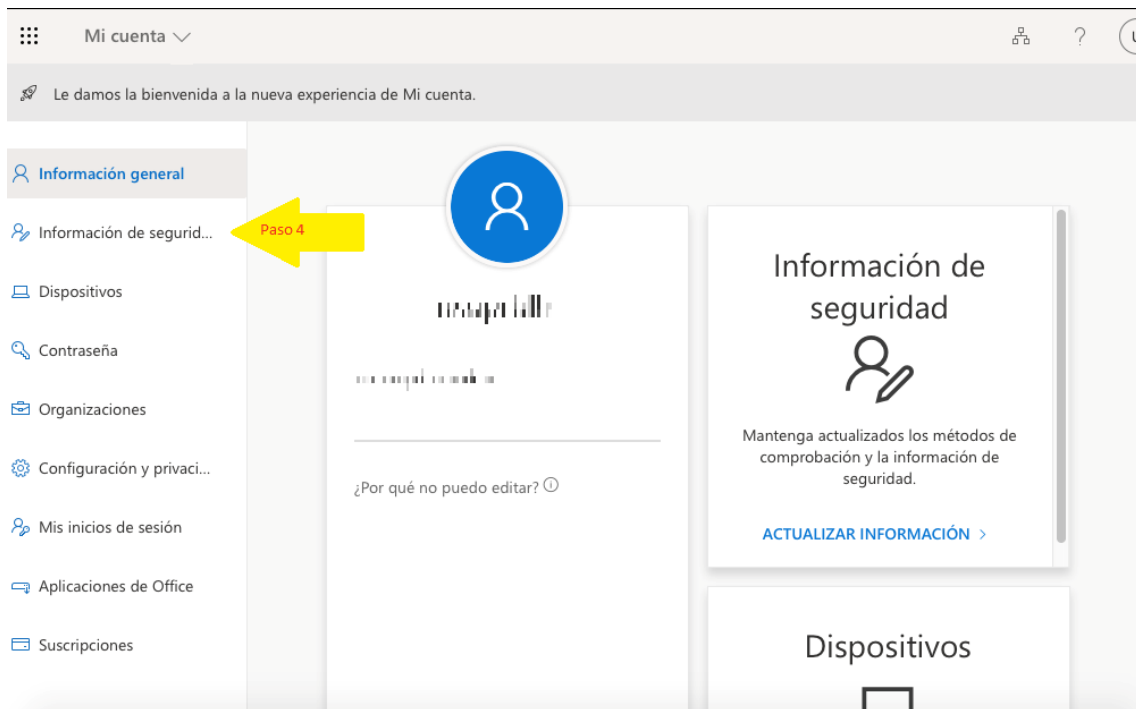 Mi cuenta
?
Le damos la bienvenida a la nueva experiencia de Mi cuenta.
Información general
Información de segurid...
Paso 4
Dispositivos
Contraseña
Organizaciones
Configuración y privaci...
Mis inicios de sesión
Aplicaciones de Office
Suscripciones
¿Por qué no puedo editar?
Información de
seguridad
Mantenga actualizados los métodos de
comprobación y la información de
seguridad.
ACTUALIZAR INFORMACIÓN >
Dispositivos